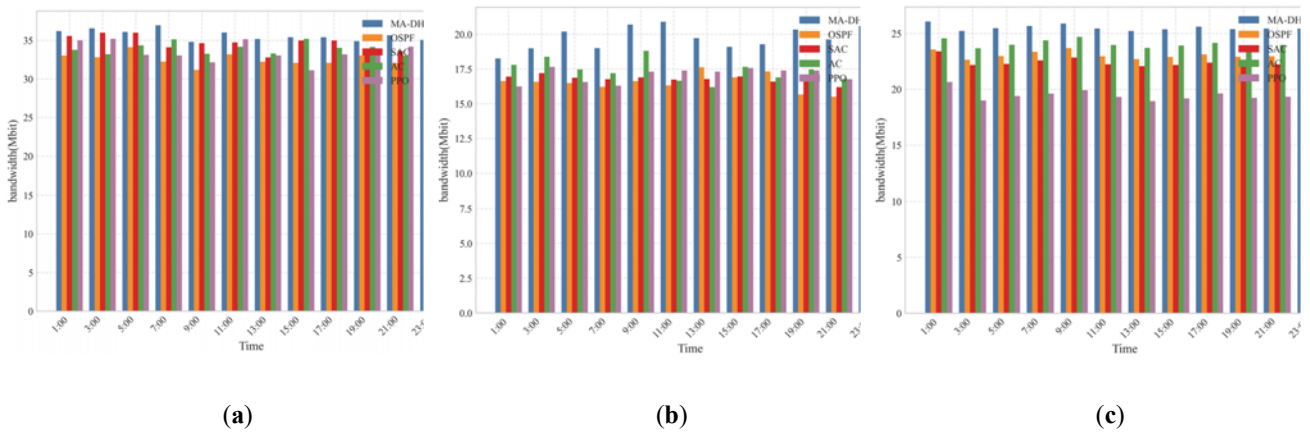 MA-DH
OSPF
SAC
AC
PPO
bandwidth(Mbit)
35
30
25
20
15
10
5
0
1:00 3:00 5:00 7:00 9:00 11:00 13:00 15:00 17:00 19:00 21:00 23:0
Time
(a)
MA-DH
OSPF
SAC
AC
PPO
bandwidth(Mbit)
20.0
17.5
15.0
12.5
10.0
7.5
5.0
2.5
0.0
1:00 3:00 5:00 7:00 9:00 11:00 13:00 15:00 17:00 19:00 21:00 23:0
Time
(b)
MA-DH
OSPF
SAC
AC
PPO
bandwidth(Mbit)
25
20
15
10
5
0
1:00 3:00 5:00 7:00 9:00 11:00 13:00 15:00 17:00 19:00 21:00 23:0
Time
(c)